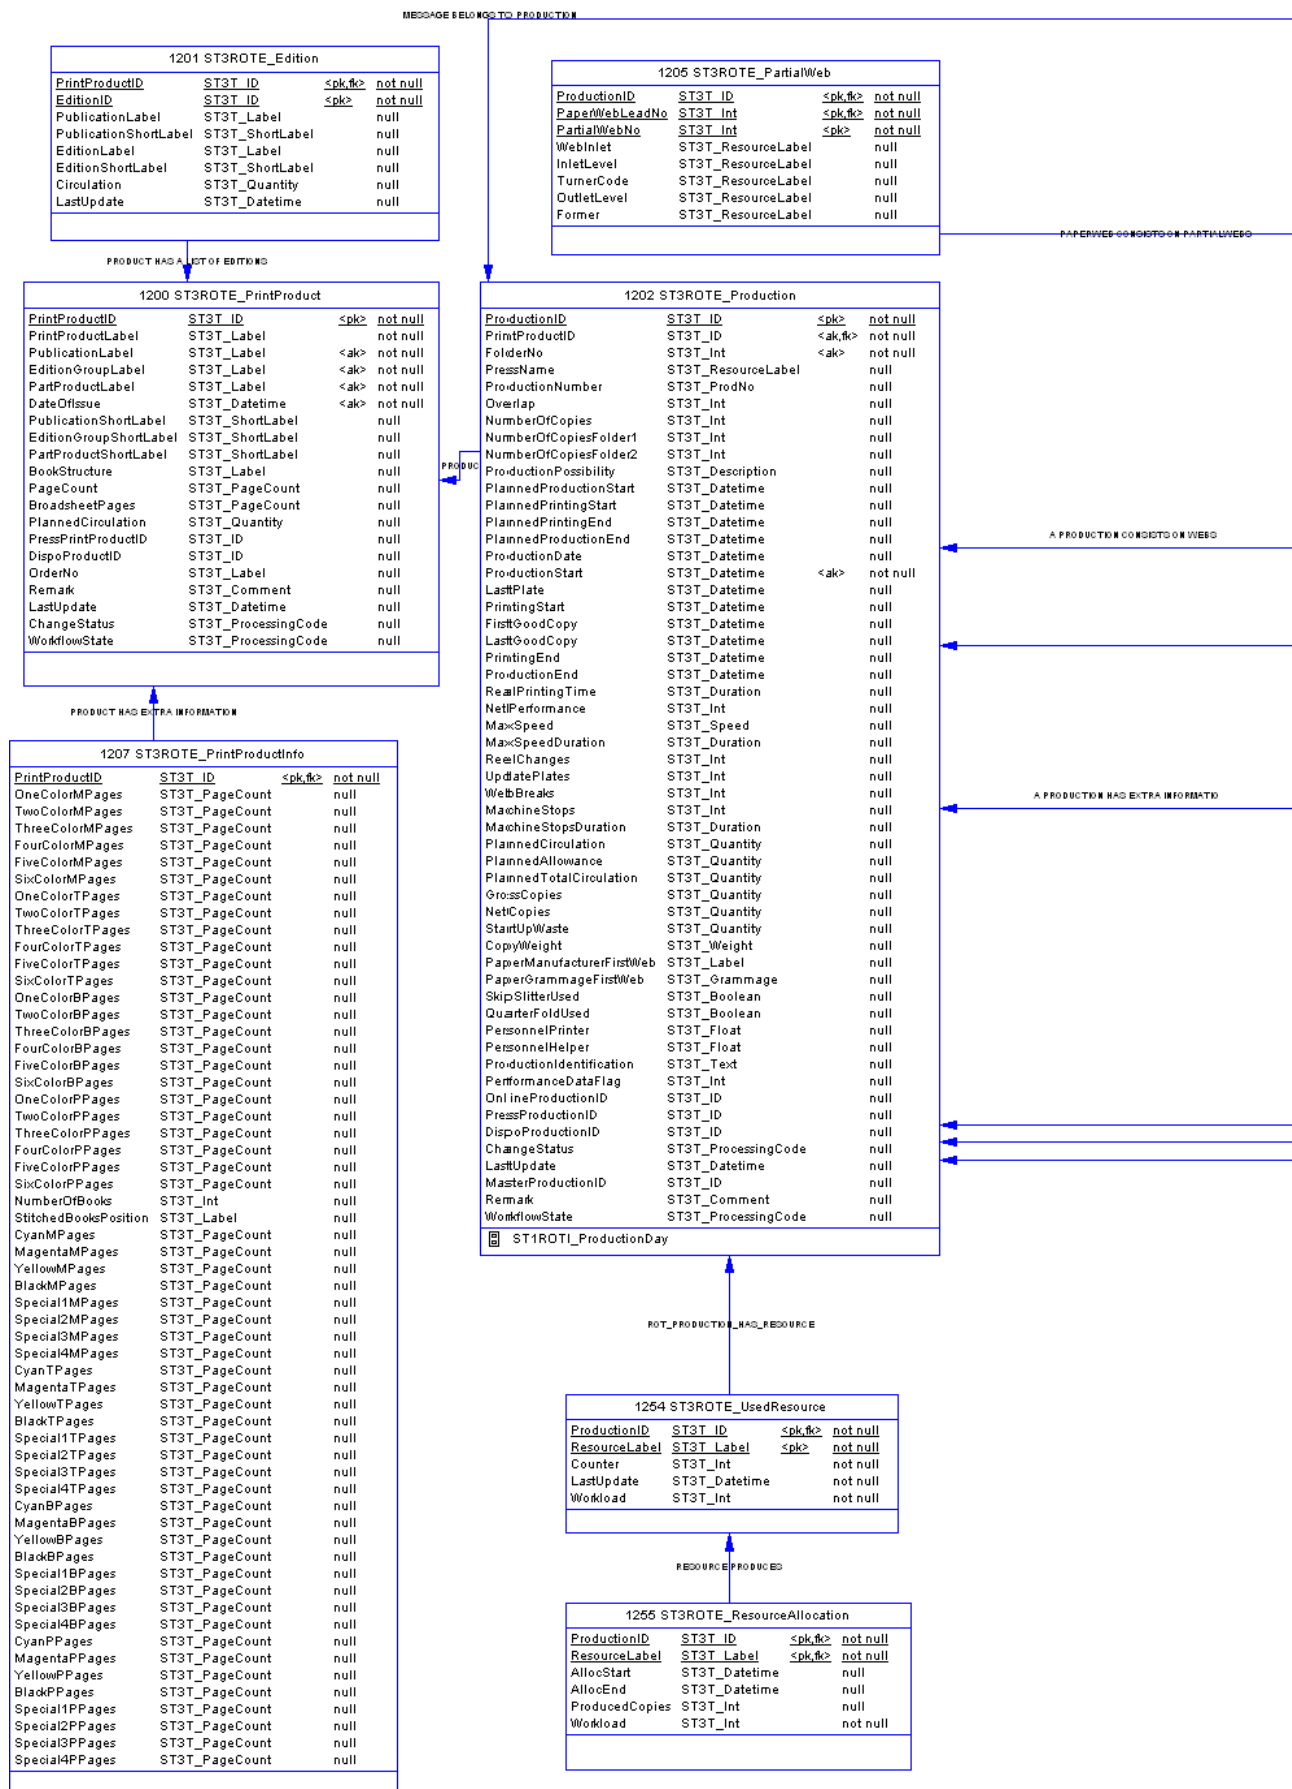 MESSAGE BELONGS TO PRODUCTION
1201 ST3ROTE_Edition
PrintProductID ST3T_ID <pk,fk> not null
EditionID ST3T_ID <pk> not null
PublicationLabel ST3T_Label null
PublicationShortLabel ST3T_ShortLabel null
EditionLabel ST3T_Label null
EditionShortLabel ST3T_ShortLabel null
Circulation ST3T_Quantity null
LastUpdate ST3T_Datetime null
1205 ST3ROTE_PartialWeb
ProductionID ST3T_ID <pk,fk> not null
PaperWebLeadNo ST3T_Int <pk,fk> not null
PartialWebNo ST3T_Int <pk> not null
WebInlet ST3T_ResourceLabel null
InletLevel ST3T_ResourceLabel null
TurnerCode ST3T_ResourceLabel null
OutletLevel ST3T_ResourceLabel null
Former ST3T_ResourceLabel null
PAPERWEB CONSISTS ON PARTIALWEBS
PRODUCT HAS A LIST OF EDITIONS
1200 ST3ROTE_PrintProduct
PrintProductID ST3T_ID <pk> not null
PrintProductLabel ST3T_Label not null
PublicationLabel ST3T_Label <ak> not null
EditionGroupLabel ST3T_Label <ak> not null
PartProductLabel ST3T_Label <ak> not null
DateOfIssue ST3T_Datetime <ak> not null
PublicationShortLabel ST3T_ShortLabel null
EditionGroupShortLabel ST3T_ShortLabel null
PartProductShortLabel ST3T_ShortLabel null
BookStructure ST3T_Label null
PageCount ST3T_PageCount null
BroadsheetPages ST3T_PageCount null
PlannedCirculation ST3T_Quantity null
PressPrintProductID ST3T_ID null
DispoProductID ST3T_ID null
OrderNo ST3T_Label null
Remark ST3T_Comment null
LastUpdate ST3T_Datetime null
ChangeStatus ST3T_ProcessingCode null
WorkflowState ST3T_ProcessingCode null
PRODUC
1202 ST3ROTE_Production
ProductionID ST3T_ID <pk> not null
PrintProductID ST3T_ID <ak,fk> not null
FolderNo ST3T_Int <ak> not null
PressName ST3T_ResourceLabel null
ProductionNumber ST3T_ProdNo null
Overlap ST3T_Int null
NumberOfCopies ST3T_Int null
NumberOfCopiesFolder1 ST3T_Int null
NumberOfCopiesFolder2 ST3T_Int null
ProductionPossibility ST3T_Description null
PlannedProductionStart ST3T_Datetime null
PlannedPrintingStart ST3T_Datetime null
PlannedPrintingEnd ST3T_Datetime null
PlannedProductionEnd ST3T_Datetime null
ProductionDate ST3T_Datetime null
ProductionStart ST3T_Datetime <ak> not null
LastPlate ST3T_Datetime null
PrintingStart ST3T_Datetime null
FirstGoodCopy ST3T_Datetime null
LastGoodCopy ST3T_Datetime null
PrintingEnd ST3T_Datetime null
ProductionEnd ST3T_Datetime null
RealPrintingTime ST3T_Duration null
NetPerformance ST3T_Int null
MaxSpeed ST3T_Speed null
MaxSpeedDuration ST3T_Duration null
ReelChanges ST3T_Int null
UpdatePlates ST3T_Int null
WebBreaks ST3T_Int null
MachineStops ST3T_Int null
MachineStopsDuration ST3T_Duration null
PlannedCirculation ST3T_Quantity null
PlannedAllowance ST3T_Quantity null
PlannedTotalCirculation ST3T_Quantity null
GrossCopies ST3T_Quantity null
NetCopies ST3T_Quantity null
StartUpWaste ST3T_Quantity null
CopyWeight ST3T_Weight null
PaperManufacturerFirstWeb ST3T_Label null
PaperGrammageFirstWeb ST3T_Grammage null
SkipSlitterUsed ST3T_Boolean null
QuarterFoldUsed ST3T_Boolean null
PersonnelPrinter ST3T_Float null
PersonnelHelper ST3T_Float null
ProductionIdentification ST3T_Text null
PerformanceDataFlag ST3T_Int null
OnLineProductionID ST3T_ID null
PressProductionID ST3T_ID null
DispoProductionID ST3T_ID null
ChangeStatus ST3T_ProcessingCode null
LastUpdate ST3T_Datetime null
MasterProductionID ST3T_ID null
Remark ST3T_Comment null
WorkflowState ST3T_ProcessingCode null
ST1ROTI_ProductionDay
A PRODUCTION CONSISTS ON WEBS
A PRODUCTION HAS EXTRA INFORMATIO
PRODUCT HAS EXTRA INFORMATION
1207 ST3ROTE_PrintProductInfo
PrintProductID ST3T_ID <pk,fk> not null
OneColorMPages ST3T_PageCount null
TwoColorMPages ST3T_PageCount null
ThreeColorMPages ST3T_PageCount null
FourColorMPages ST3T_PageCount null
FiveColorMPages ST3T_PageCount null
SixColorMPages ST3T_PageCount null
OneColorTPages ST3T_PageCount null
TwoColorTPages ST3T_PageCount null
ThreeColorTPages ST3T_PageCount null
FourColorTPages ST3T_PageCount null
FiveColorTPages ST3T_PageCount null
SixColorTPages ST3T_PageCount null
OneColorBPages ST3T_PageCount null
TwoColorBPages ST3T_PageCount null
ThreeColorBPages ST3T_PageCount null
FourColorBPages ST3T_PageCount null
FiveColorBPages ST3T_PageCount null
SixColorBPages ST3T_PageCount null
OneColorPPages ST3T_PageCount null
TwoColorPPages ST3T_PageCount null
ThreeColorPPages ST3T_PageCount null
FourColorPPages ST3T_PageCount null
FiveColorPPages ST3T_PageCount null
SixColorPPages ST3T_PageCount null
NumberOfBooks ST3T_Int null
StitchedBooksPosition ST3T_Label null
CyanMPages ST3T_PageCount null
MagentaMPages ST3T_PageCount null
YellowMPages ST3T_PageCount null
BlackMPages ST3T_PageCount null
Special1MPages ST3T_PageCount null
Special2MPages ST3T_PageCount null
Special3MPages ST3T_PageCount null
Special4MPages ST3T_PageCount null
CyanTPages ST3T_PageCount null
MagentaTPages ST3T_PageCount null
YellowTPages ST3T_PageCount null
BlackTPages ST3T_PageCount null
Special1TPages ST3T_PageCount null
Special2TPages ST3T_PageCount null
Special3TPages ST3T_PageCount null
Special4TPages ST3T_PageCount null
CyanBPages ST3T_PageCount null
MagentaBPages ST3T_PageCount null
YellowBPages ST3T_PageCount null
BlackBPages ST3T_PageCount null
Special1BPages ST3T_PageCount null
Special2BPages ST3T_PageCount null
Special3BPages ST3T_PageCount null
Special4BPages ST3T_PageCount null
CyanPPages ST3T_PageCount null
MagentaPPages ST3T_PageCount null
YellowPPages ST3T_PageCount null
BlackPPages ST3T_PageCount null
Special1PPages ST3T_PageCount null
Special2PPages ST3T_PageCount null
Special3PPages ST3T_PageCount null
Special4PPages ST3T_PageCount null
ROT_PRODUCTION_HAS_RESOURCE
1254 ST3ROTE_UsedResource
ProductionID ST3T_ID <pk,fk> not null
ResourceLabel ST3T_Label <pk> not null
Counter ST3T_Int not null
LastUpdate ST3T_Datetime not null
Workload ST3T_Int not null
RESOURCE PRODUCES
1255 ST3ROTE_ResourceAllocation
ProductionID ST3T_ID <pk,fk> not null
ResourceLabel ST3T_Label <pk,fk> not null
AllocStart ST3T_Datetime null
AllocEnd ST3T_Datetime null
ProducedCopies ST3T_Int null
Workload ST3T_Int not null